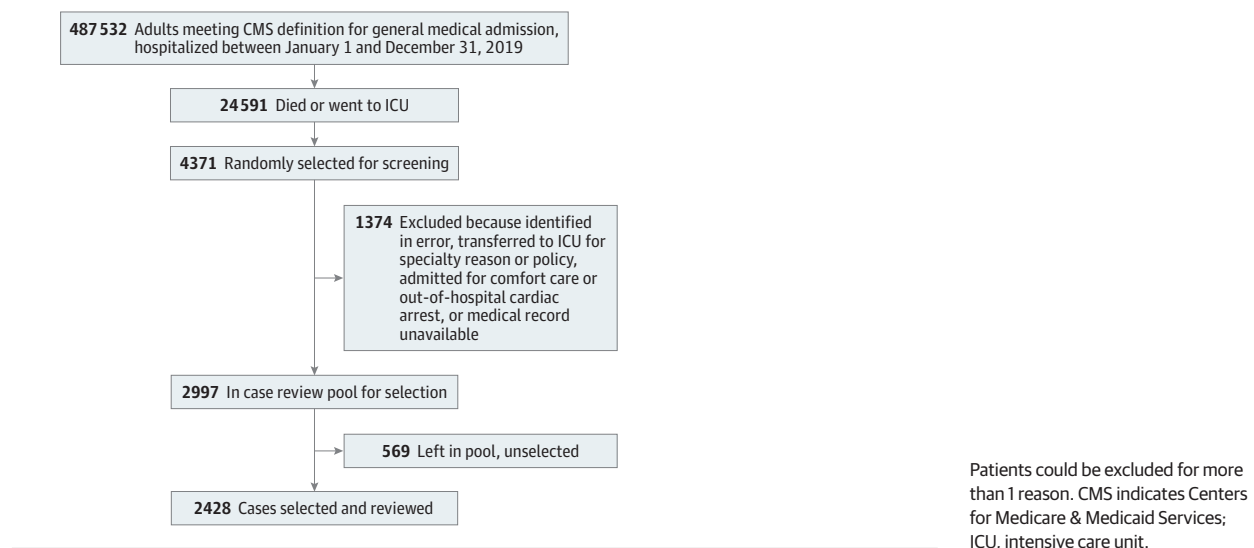 487 532 Adults meeting CMS definition for general medical admission,
hospitalized between January 1 and December 31, 2019
24 591 Died or went to ICU
4371 Randomly selected for screening
1374 Excluded because identified
in error, transferred to ICU for
specialty reason or policy,
admitted for comfort care or
out-of-hospital cardiac
arrest, or medical record
unavailable
2997 In case review pool for selection
569 Left in pool, unselected
2428 Cases selected and reviewed
Patients could be excluded for more
than 1 reason. CMS indicates Centers
for Medicare & Medicaid Services;
ICU, intensive care unit.